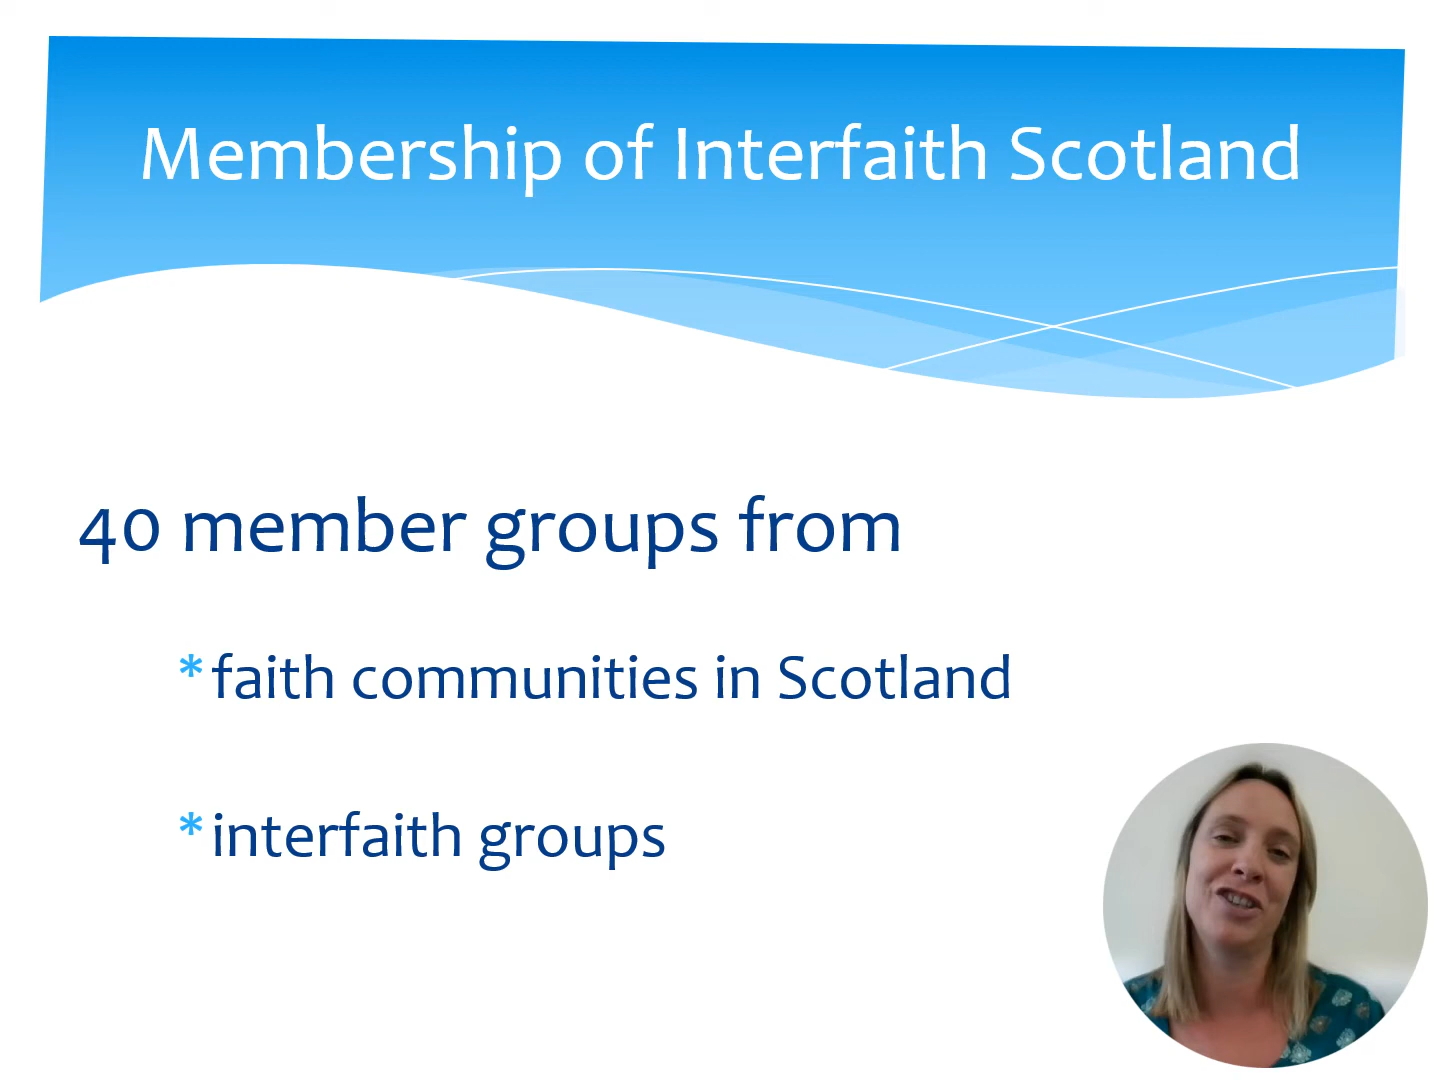 Membership of Interfaith Scotland
40 member groups from
*faith communities in Scotland
*interfaith groups